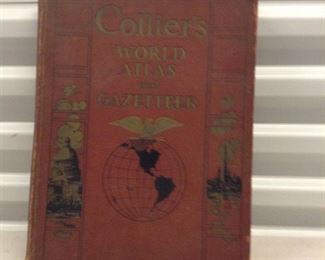 Collier's
WORLD
ATLAS
AND
GAZETTEER